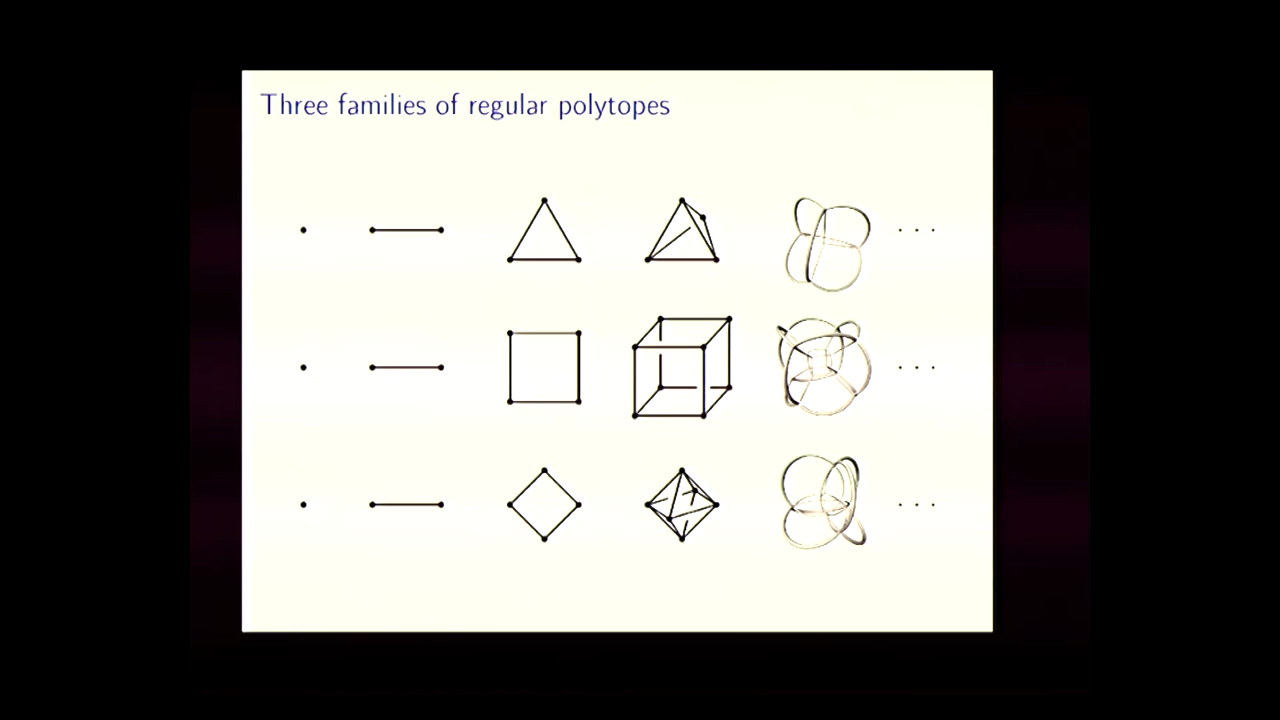 Three families of regular polytopes
. . .
. . .
. . .